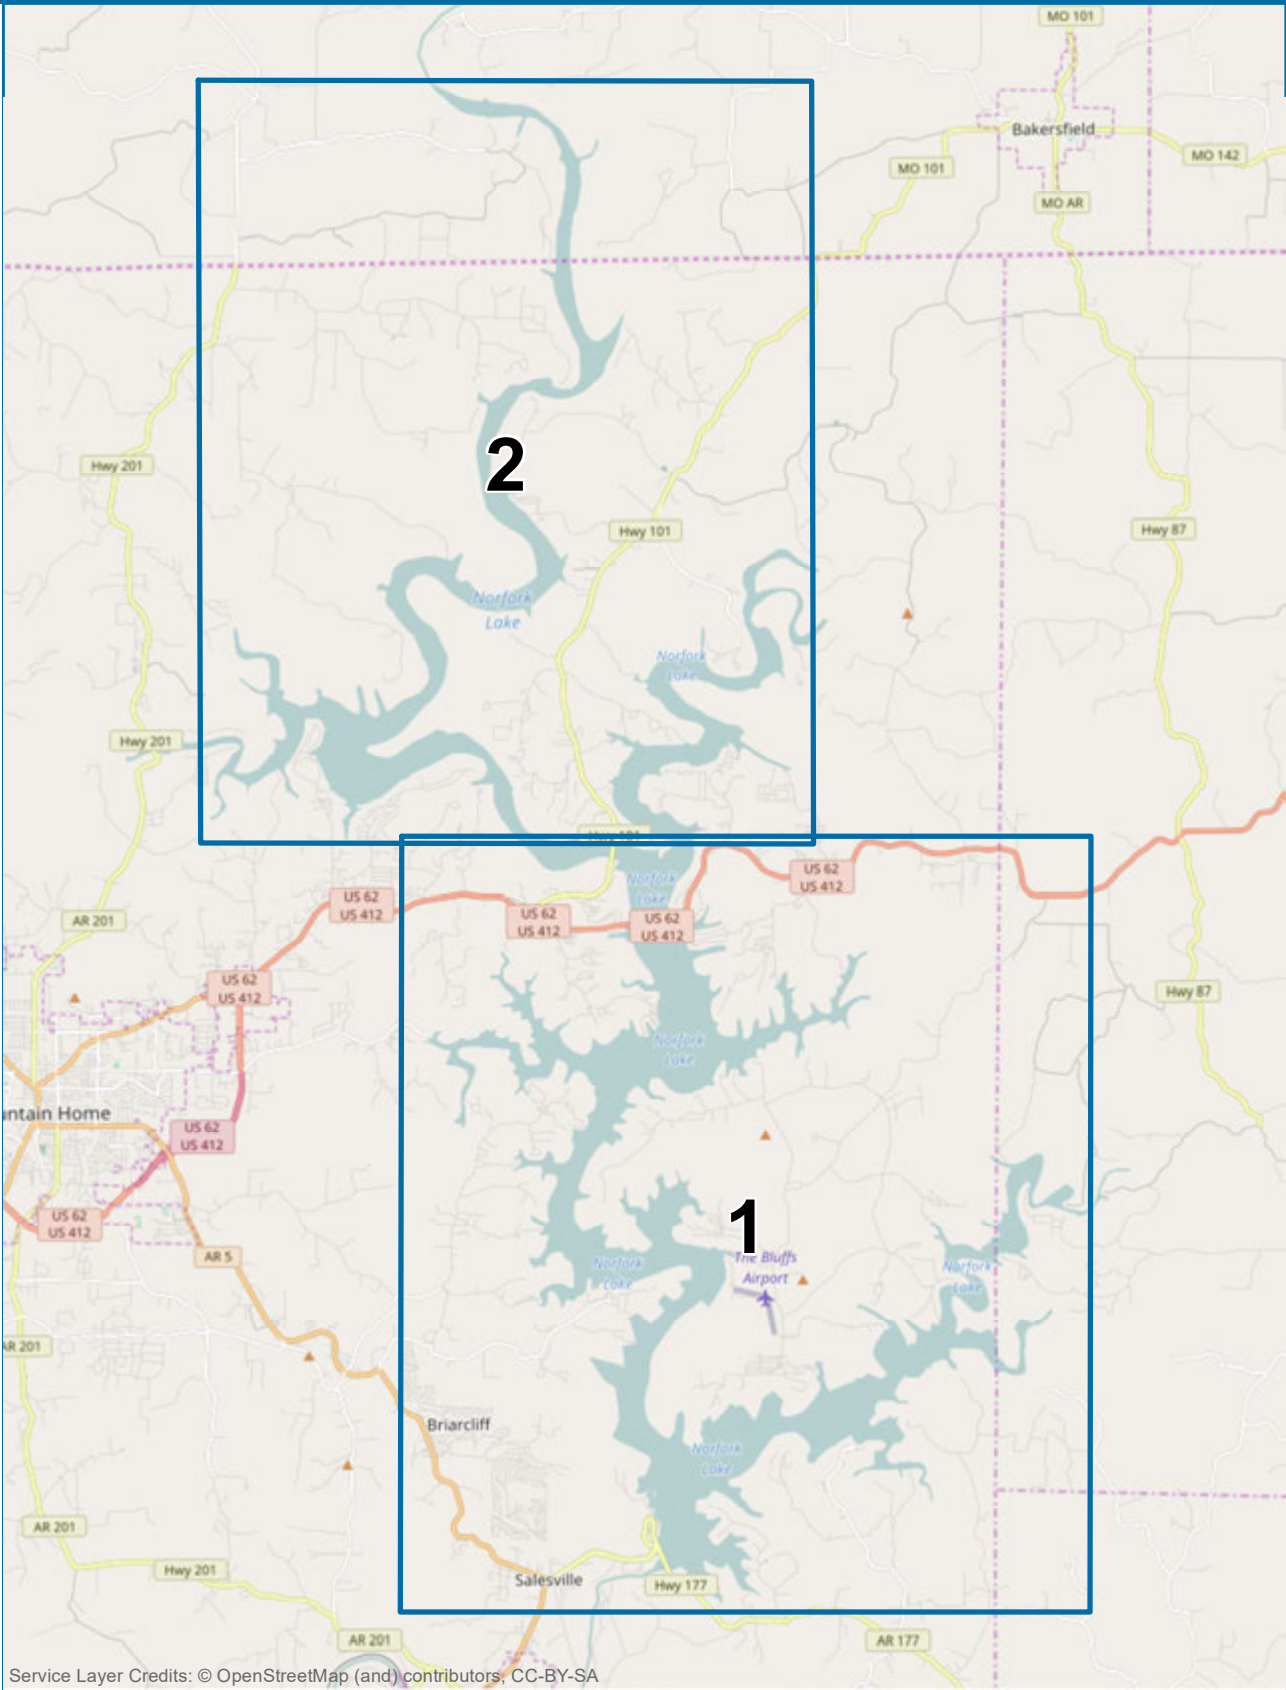 MO 101
Bakersfield
MO 142
MO 101
MO AR
2
Hwy 201
Hwy 101
Hwy 87
Norfork
Lake
Norfork
Lake
Hwy 201
US 62
US 412
Norfork
Lake
US 62
US 412
US 62
US 412
US 62
US 412
AR 201
US 62
US 412
Hwy 87
Norfork
Lake
untain Home
US 62
US 412
1
US 62
US 412
AR 5
The Bluffs
Airport
Norfork
Lake
Norfork
Lake
AR 201
Briarcliff
Norfork
Lake
AR 201
Hwy 201
Salesville
Hwy 177
AR 201
AR 177
Service Layer Credits: © OpenStreetMap (and) contributors, CC-BY-SA